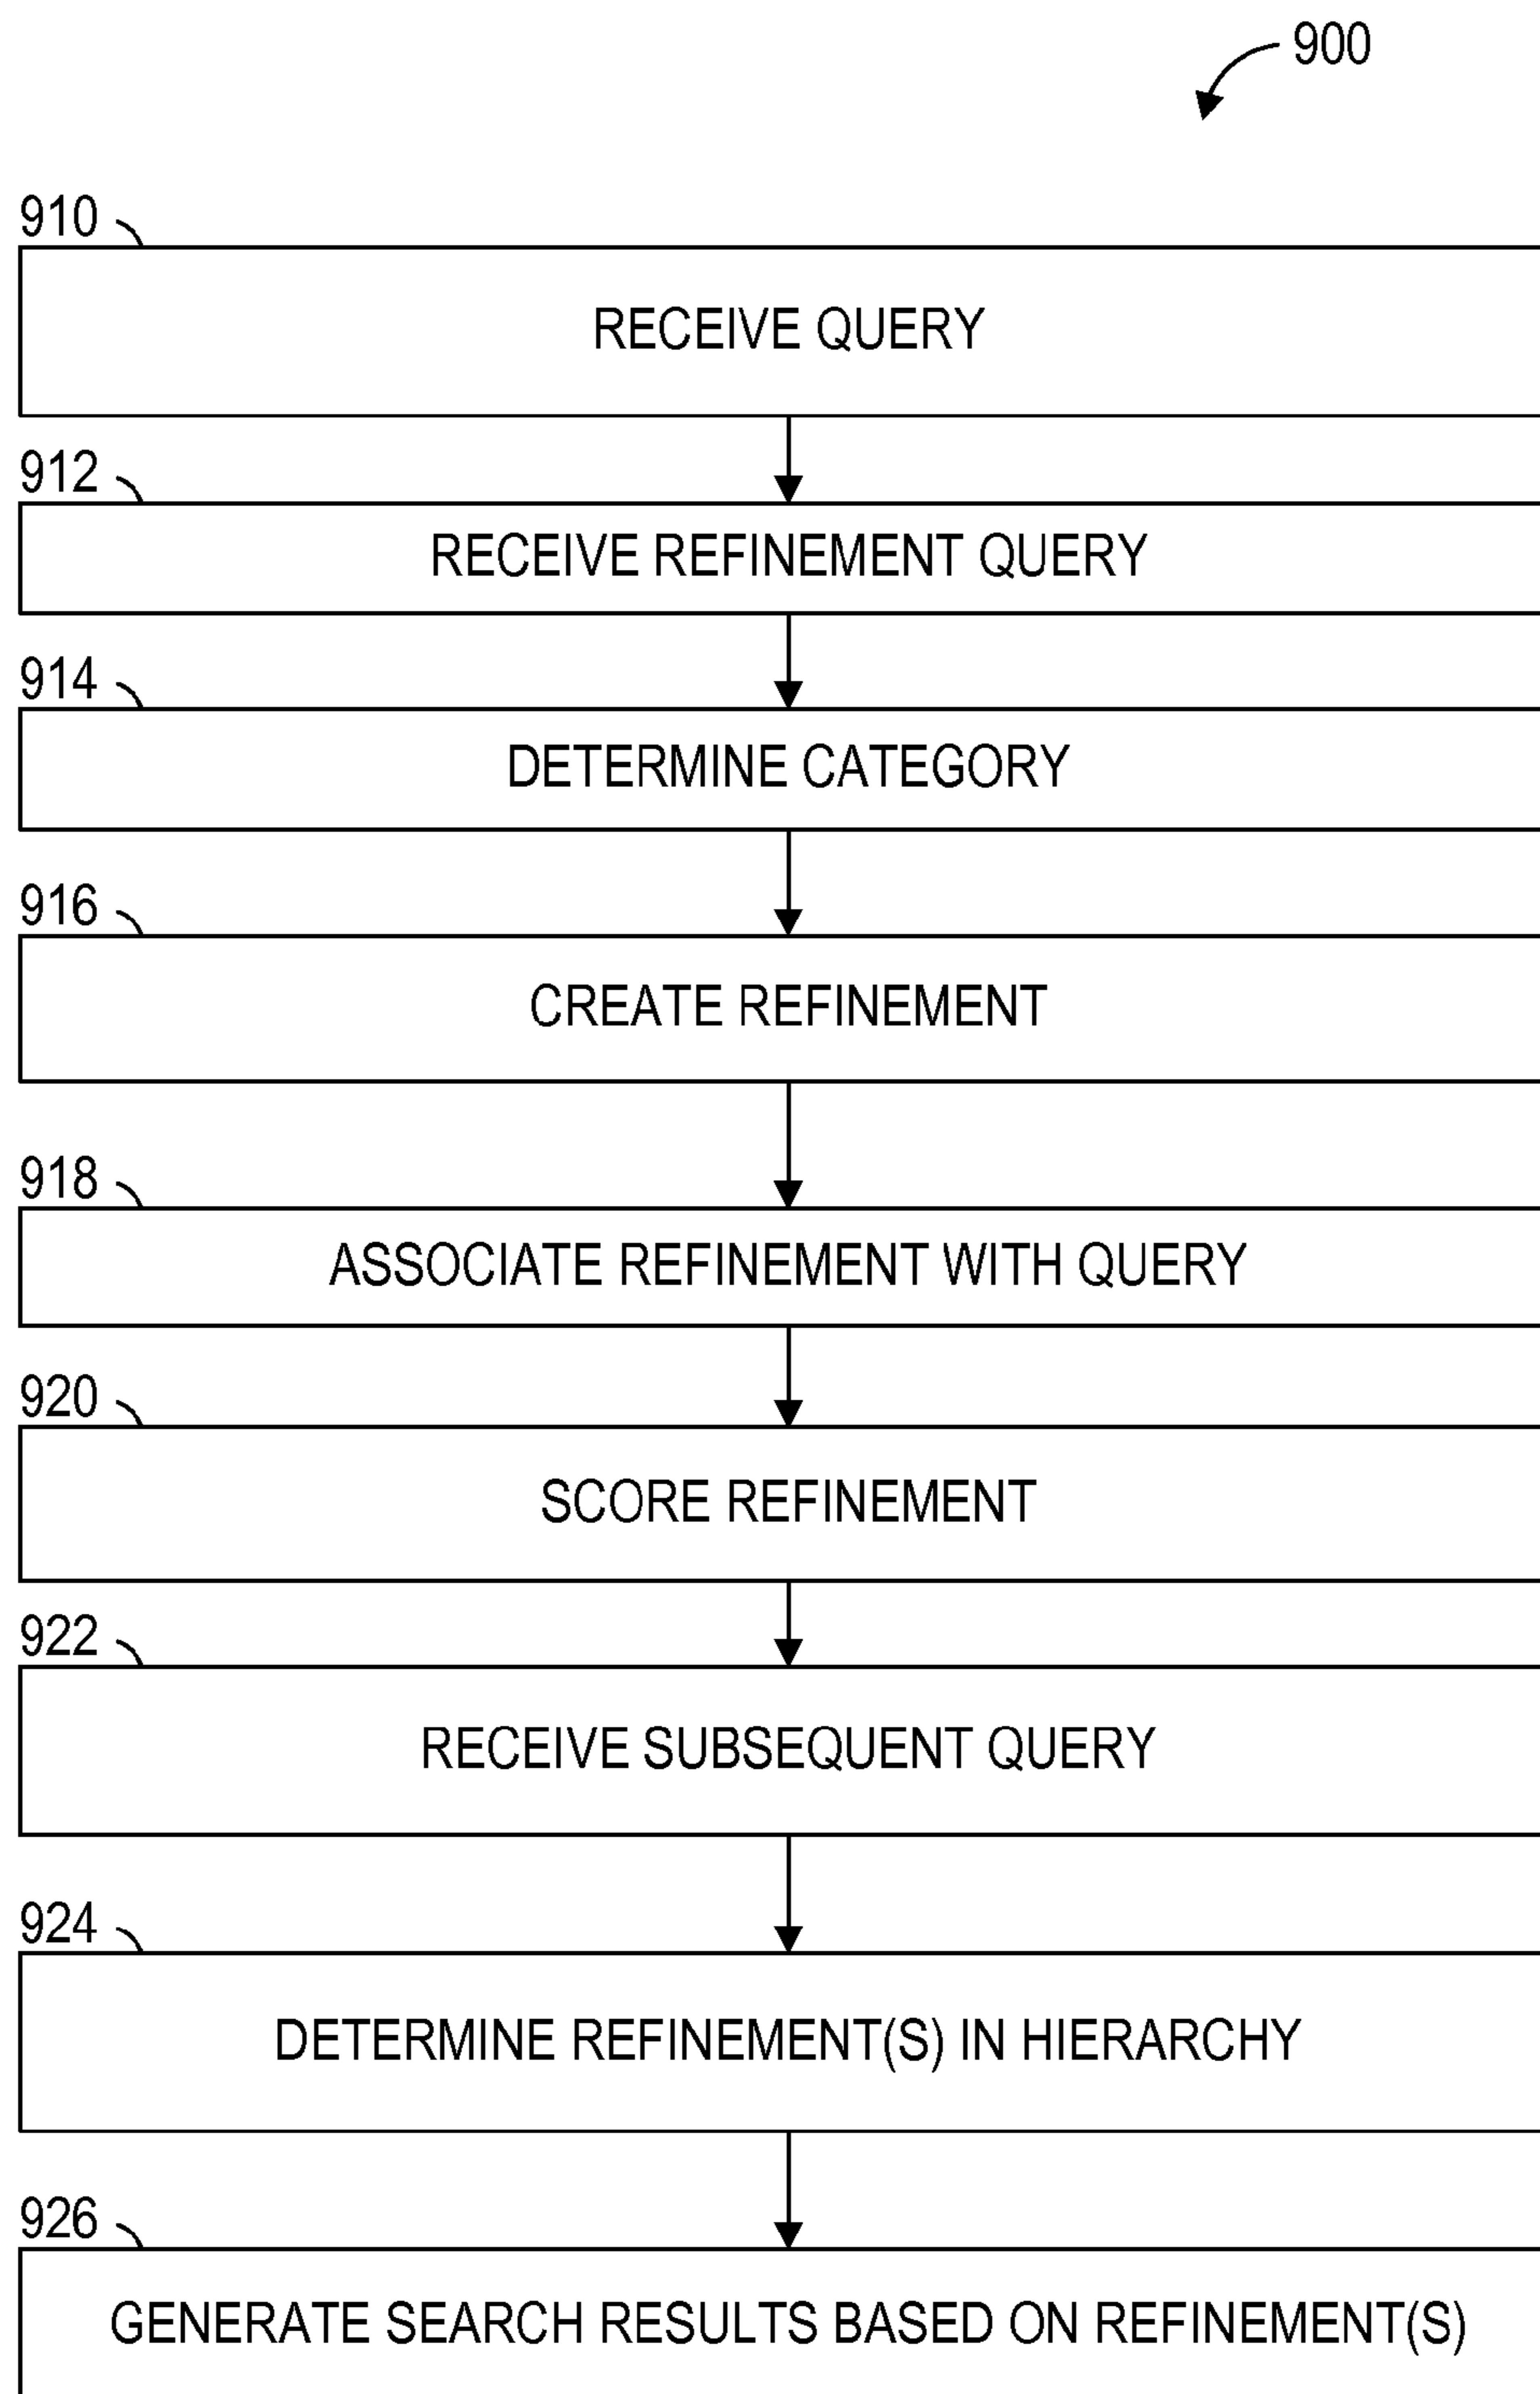 900
910
RECEIVE QUERY
912
RECEIVE REFINEMENT QUERY
914
DETERMINE CATEGORY
916
CREATE REFINEMENT
918
ASSOCIATE REFINEMENT WITH QUERY
920
SCORE REFINEMENT
922
RECEIVE SUBSEQUENT QUERY
924
DETERMINE REFINEMENT(S) IN HIERARCHY
926
GENERATE SEARCH RESULTS BASED ON REFINEMENT(S)